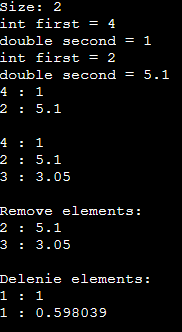 Size: 2
int first = 4
double second = 1
int first = 2
double second = 5.1
4 : 1
2 : 5.1
4 : 1
2 : 5.1
3 : 3.05
Remove elements:
2 : 5.1
3 : 3.05
Delenie elements:
1 : 1
1 : 0.598039